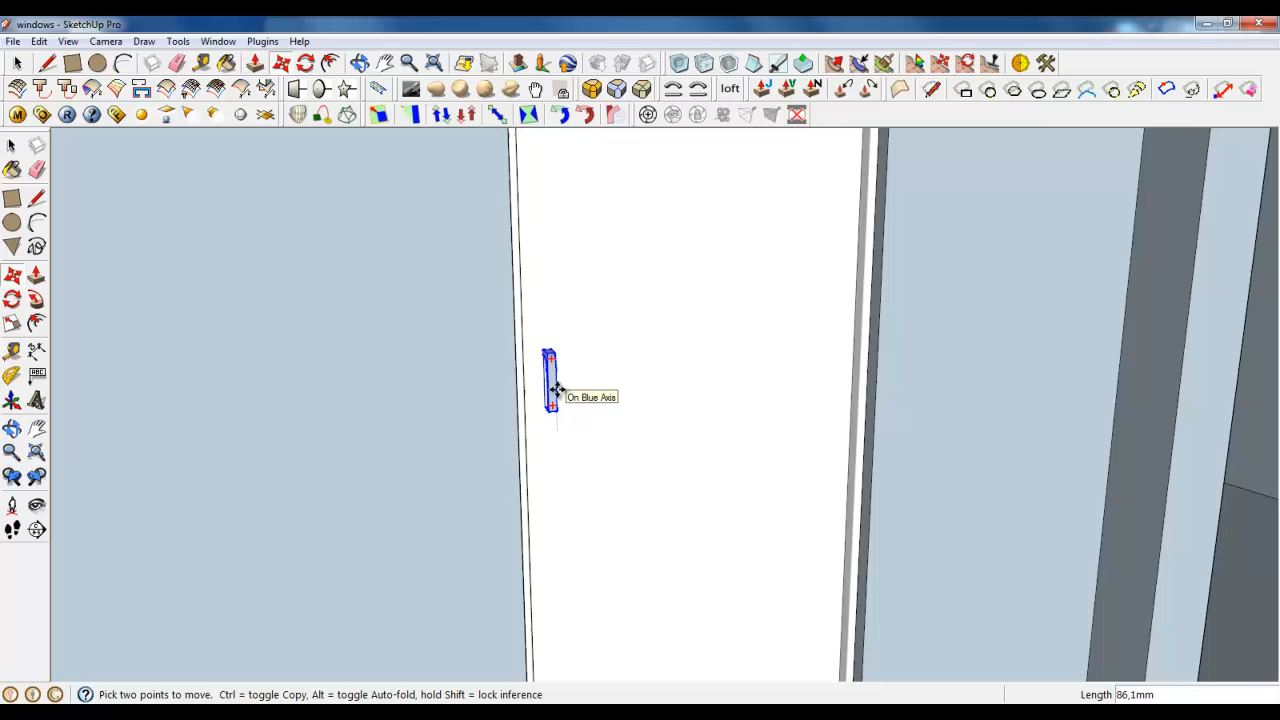 windows - SketchUp Pro
File Edit View Camera Draw Tools Window Plugins Help
loft
M R ?
ABC
On Blue Axis
? Pick two points to move. Ctrl = toggle Copy, Alt = toggle Auto-fold, hold Shift = lock inference Length 86,1mm